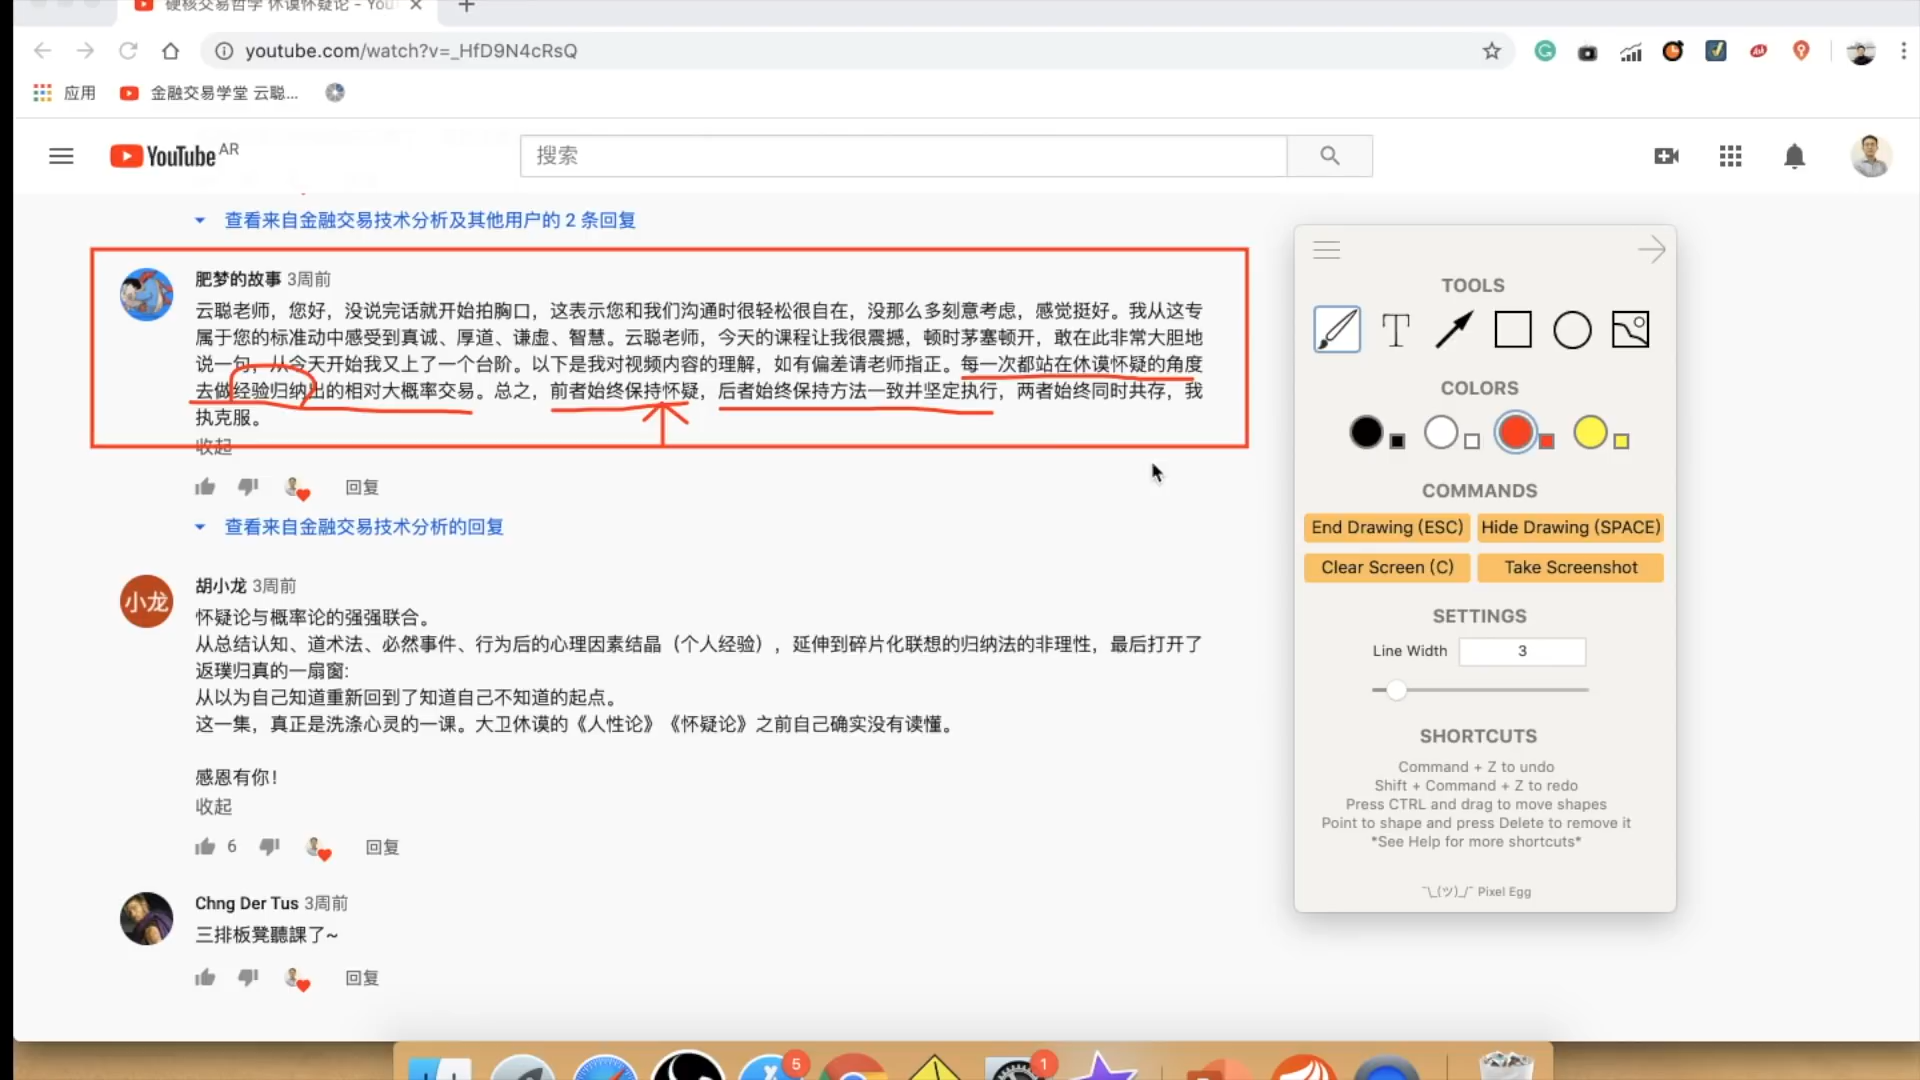 硬核交易哲学 休谟怀疑论 - You
youtube.com/watch?v=_HfD9N4cRsQ
应用
金融交易学堂 云聪...
YouTube AR
搜索
查看来自金融交易技术分析及其他用户的 2 条回复
肥梦的故事 3周前
云聪老师，您好，没说完话就开始拍胸口，这表示您和我们沟通时很轻松很自在，没那么多刻意考虑，感觉挺好。我从这专
属于您的标准动中感受到真诚、厚道、谦虚、智慧。云聪老师，今天的课程让我很震撼，顿时茅塞顿开，敢在此非常大胆地
说一句，从今天开始我又上了一个台阶。以下是我对视频内容的理解，如有偏差请老师指正。每一次都站在休谟怀疑的角度
去做经验归纳出的相对大概率交易。总之，前者始终保持怀疑，后者始终保持方法一致并坚定执行，两者始终同时共存，我
执克服。
收起
回复
查看来自金融交易技术分析的回复
小龙
胡小龙 3周前
怀疑论与概率论的强强联合。
从总结认知、道术法、必然事件、行为后的心理因素结晶（个人经验），延伸到碎片化联想的归纳法的非理性，最后打开了
返璞归真的一扇窗:
从以为自己知道重新回到了知道自己不知道的起点。
这一集，真正是洗涤心灵的一课。大卫休谟的《人性论》《怀疑论》之前自己确实没有读懂。
感恩有你！
收起
6 回复
Chng Der Tus 3周前
三排板凳聽課了~
回复
TOOLS
T
COLORS
COMMANDS
End Drawing (ESC) Hide Drawing (SPACE)
Clear Screen (C) Take Screenshot
SETTINGS
Line Width 3
SHORTCUTS
Command + Z to undo
Shift + Command + Z to redo
Press CTRL and drag to move shapes
Point to shape and press Delete to remove it
*See Help for more shortcuts*
¯\_(ツ)_/¯ Pixel Egg
5
1